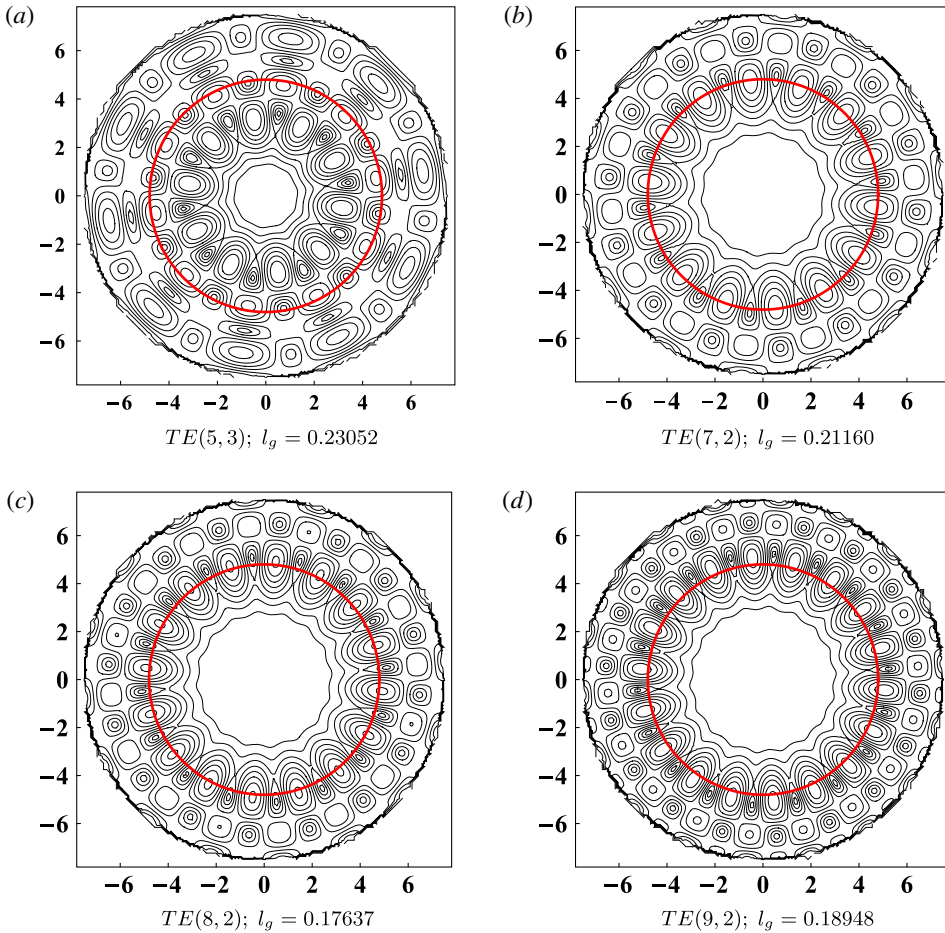 (a)
6
4
2
0
−2
−4
−6
−6 −4 −2 0 2 4 6
TE(5, 3); l_g = 0.23052
(b)
6
4
2
0
−2
−4
−6
−6 −4 −2 0 2 4 6
TE(7, 2); l_g = 0.21160
(c)
6
4
2
0
−2
−4
−6
−6 −4 −2 0 2 4 6
TE(8, 2); l_g = 0.17637
(d)
6
4
2
0
−2
−4
−6
−6 −4 −2 0 2 4 6
TE(9, 2); l_g = 0.18948